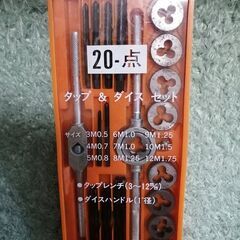 20-点
タップ & ダイス セット
サイズ 3M0.5 6M1.0 9M1.25
4M0.7 7M1.0 10M1.5
5M0.8 8M1.25 12M1.75
●タップレンチ(3~12%)
●ダイスハンドル(1"径)